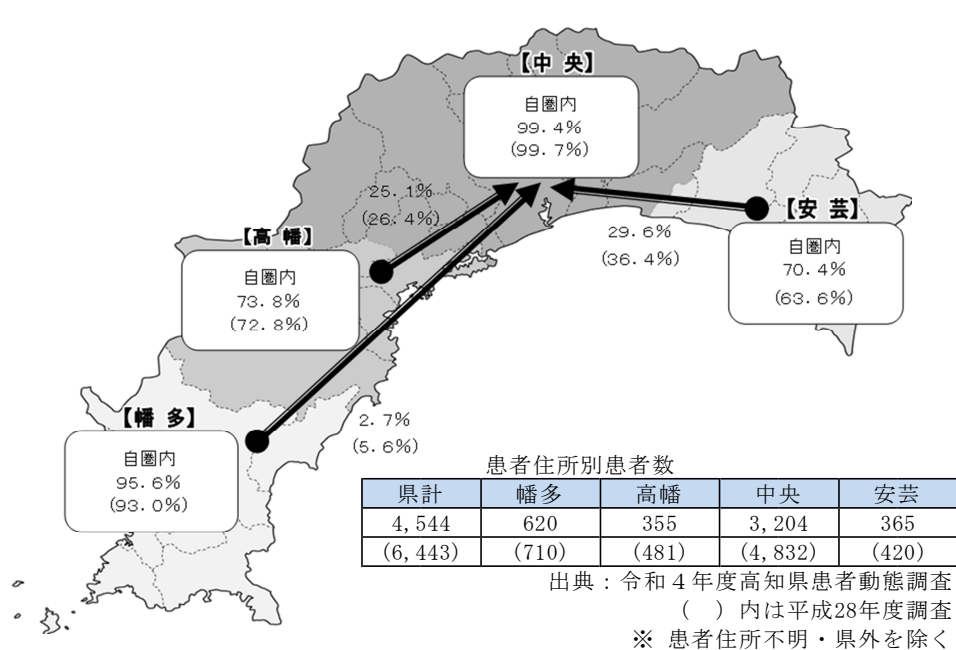 【中 央】
自圏内
99.4%
(99.7%)
25.1%
(26.4%)
【安 芸】
自圏内
70.4%
(63.6%)
29.6%
(36.4%)
【高 幡】
自圏内
73.8%
(72.8%)
【幡 多】
自圏内
95.6%
(93.0%)
2.7%
(5.6%)
患者住所別患者数
県計 幡多 高幡 中央 安芸
4,544 620 355 3,204 365
(6,443) (710) (481) (4,832) (420)
出典：令和４年度高知県患者動態調査
（　）内は平成28年度調査
※ 患者住所不明・県外を除く